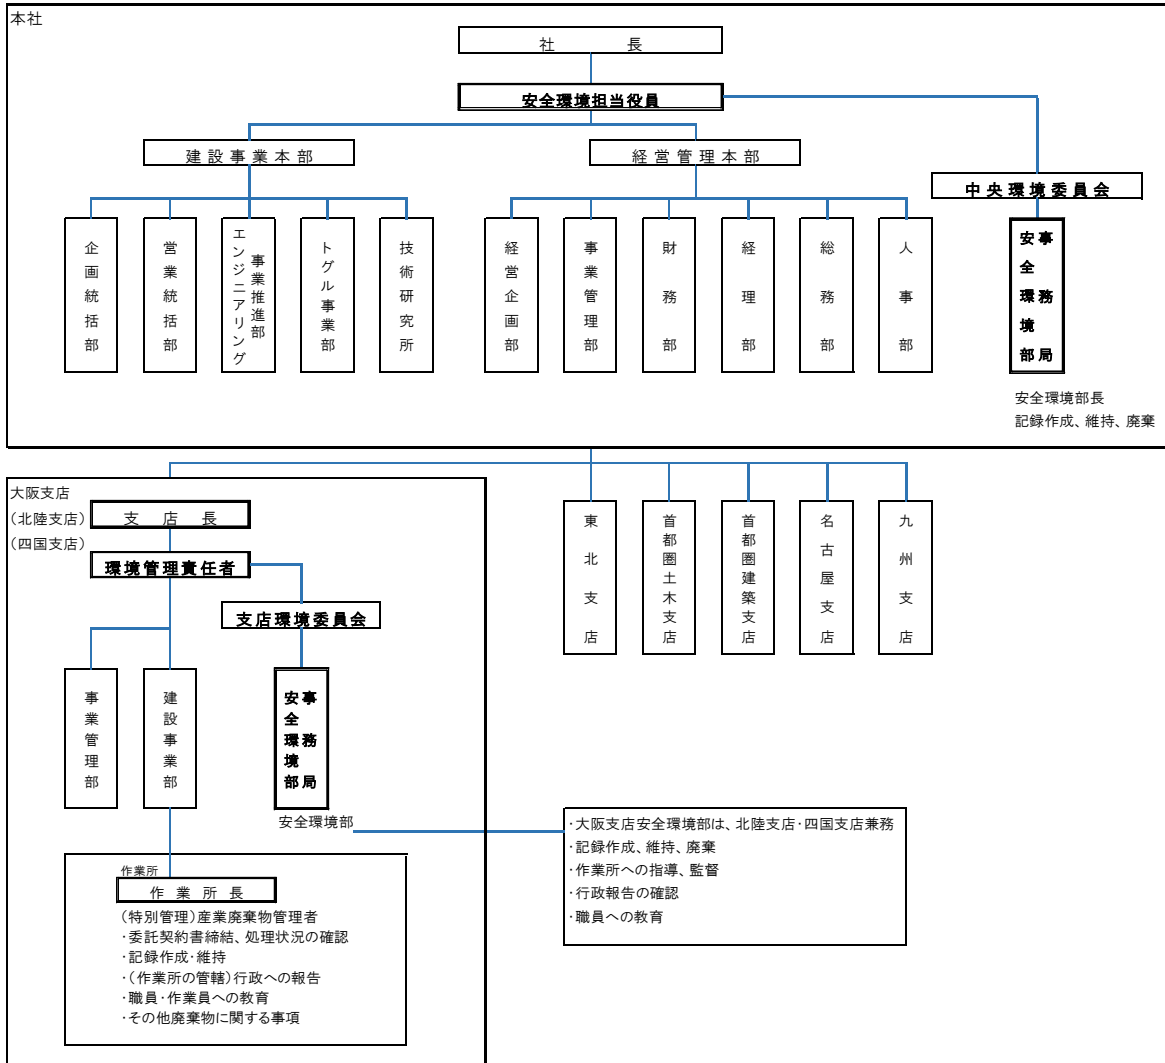 本社
社長
安全環境担当役員
建設事業本部
経営管理本部
中央環境委員会
企画統括部
営業統括部
エンジニアリング
事業推進部
トグル事業部
技術研究所
経営企画部
事業管理部
財務部
経理部
総務部
人事部
事務局
安全環境部
安全環境部長
記録作成、維持、廃棄
大阪支店
(北陸支店)
(四国支店)
支店長
環境管理責任者
支店環境委員会
事業管理部
建設事業部
事務局
安全環境部
安全環境部
東北支店
首都圏土木支店
首都圏建築支店
名古屋支店
九州支店
・大阪支店安全環境部は、北陸支店・四国支店兼務
・記録作成、維持、廃棄
・作業所への指導、監督
・行政報告の確認
・職員への教育
作業所
作業所長
(特別管理)産業廃棄物管理者
・委託契約書締結、処理状況の確認
・記録作成・維持
・(作業所の管轄)行政への報告
・職員・作業員への教育
・その他廃棄物に関する事項